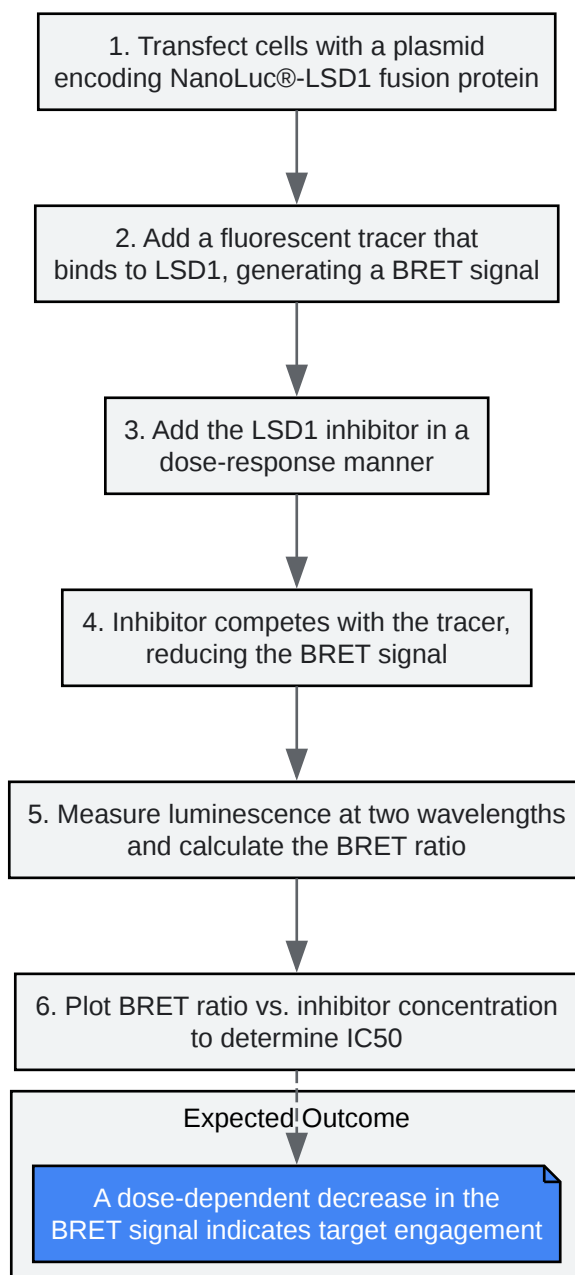 1. Transfect cells with a plasmid
encoding NanoLuc®-LSD1 fusion protein
2. Add a fluorescent tracer that
binds to LSD1, generating a BRET signal
3. Add the LSD1 inhibitor in a
dose-response manner
4. Inhibitor competes with the tracer,
reducing the BRET signal
5. Measure luminescence at two wavelengths
and calculate the BRET ratio
6. Plot BRET ratio vs. inhibitor concentration
to determine IC50
Expected Outcome
A dose-dependent decrease in the
BRET signal indicates target engagement